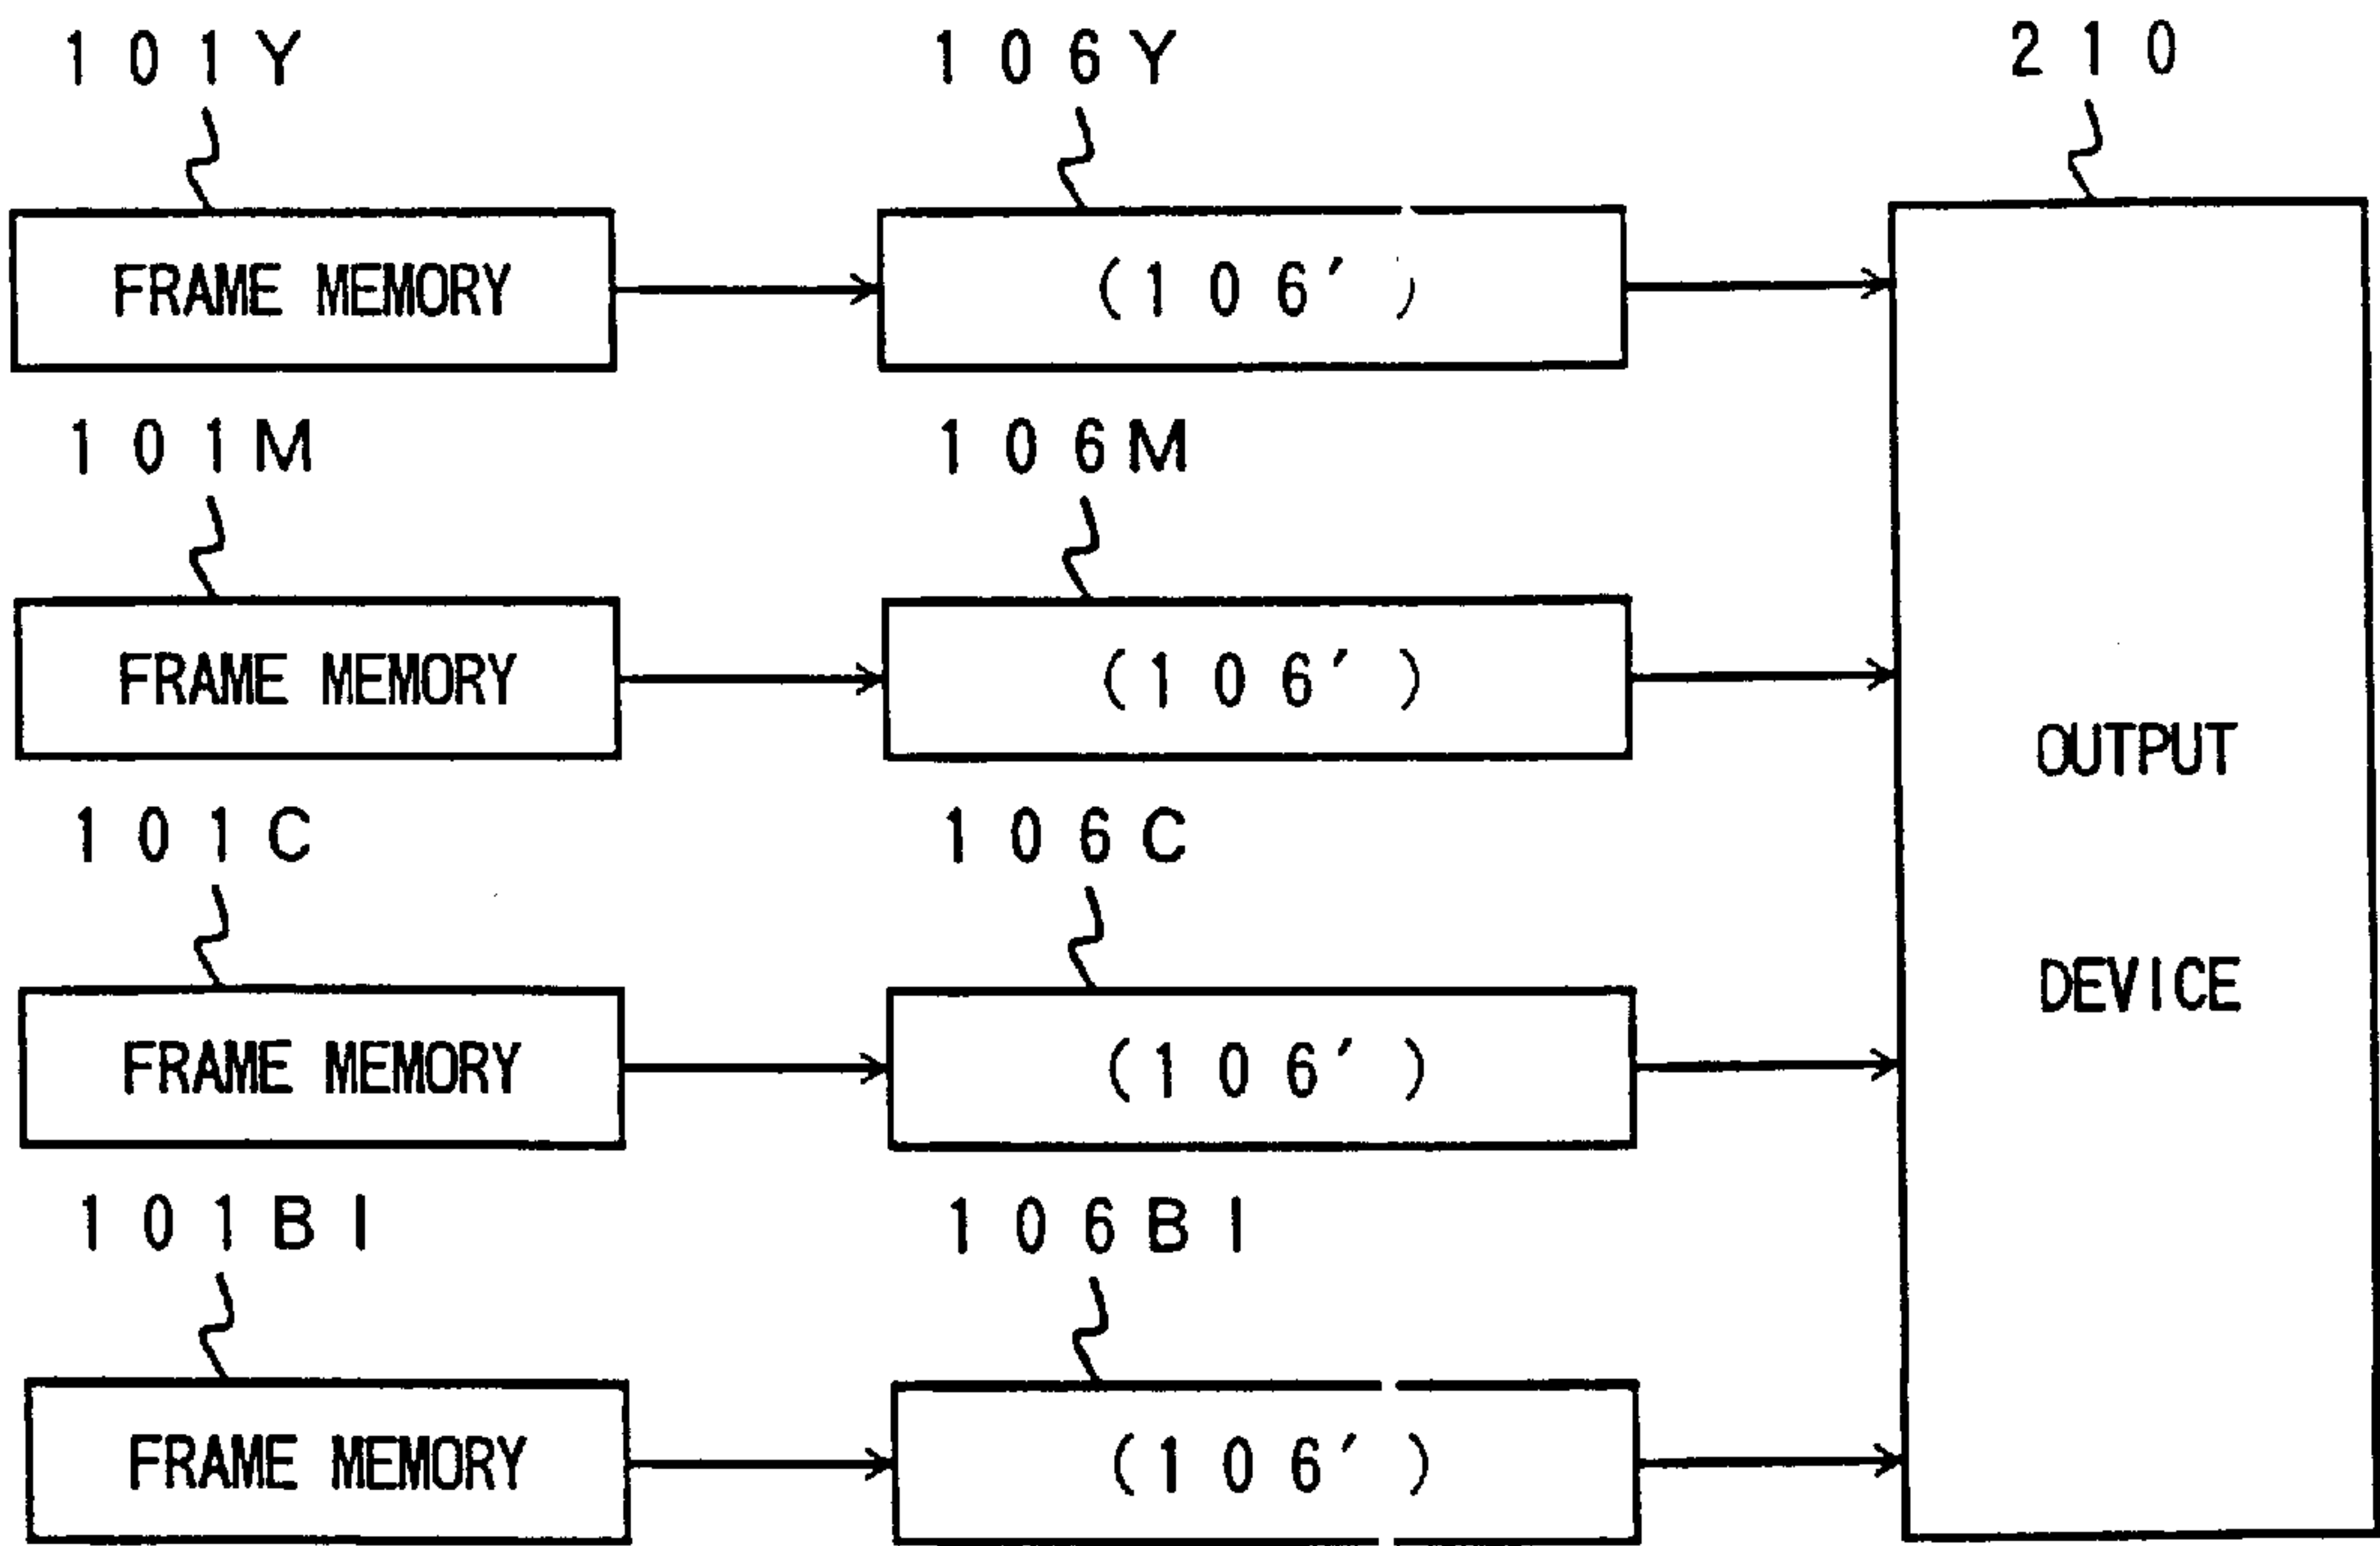 101Y 106Y 210
FRAME MEMORY (106′)
101M 106M
FRAME MEMORY (106′)
OUTPUT
101C 106C
DEVICE
FRAME MEMORY (106′)
101BI 106BI
FRAME MEMORY (106′)